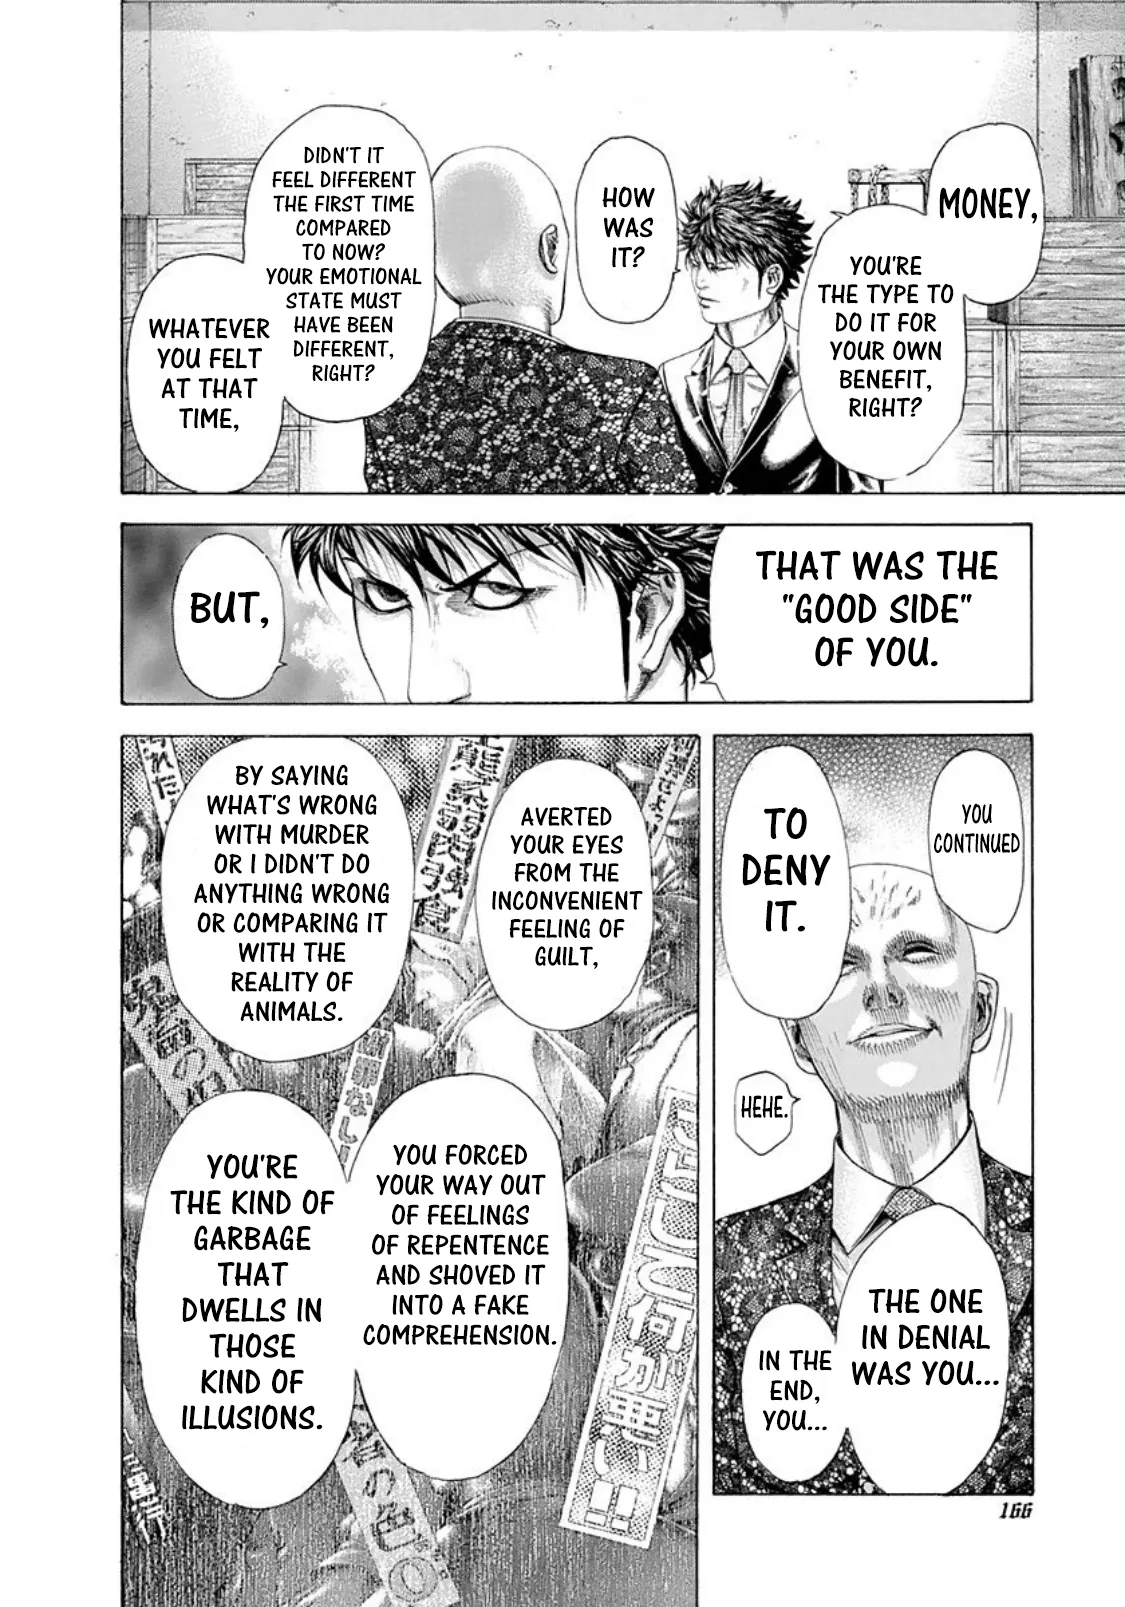 MONEY,
YOU'RE
THE TYPE TO
DO IT FOR
YOUR OWN
BENEFIT,
RIGHT?
HOW
WAS
IT?
DIDN'T IT
FEEL DIFFERENT
THE FIRST TIME
COMPARED
TO NOW?
YOUR EMOTIONAL
STATE MUST
HAVE BEEN
DIFFERENT,
RIGHT?
WHATEVER
YOU FELT
AT THAT
TIME,
THAT WAS THE
"GOOD SIDE"
OF YOU.
BUT,
YOU
CONTINUED
TO
DENY
IT.
HEHE.
THE ONE
IN DENIAL
WAS YOU...
IN THE
END,
YOU...
AVERTED
YOUR EYES
FROM THE
INCONVENIENT
FEELING OF
GUILT,
BY SAYING
WHAT'S WRONG
WITH MURDER
OR I DIDN'T DO
ANYTHING WRONG
OR COMPARING IT
WITH THE
REALITY OF
ANIMALS.
YOU FORCED
YOUR WAY OUT
OF FEELINGS
OF REPENTENCE
AND SHOVED IT
INTO A FAKE
COMPREHENSION.
YOU'RE
THE KIND OF
GARBAGE
THAT
DWELLS IN
THOSE
KIND OF
ILLUSIONS.
何が悪い!!
罪なし!
166